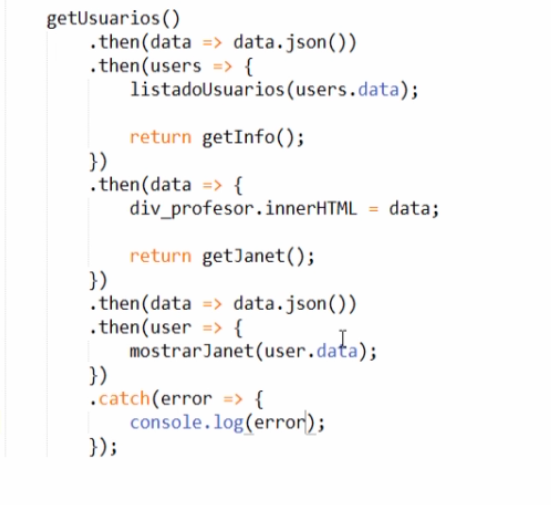 getUsuarios()
    .then(data => data.json())
    .then(users => {
        listadoUsuarios(users.data);

        return getInfo();
    })
    .then(data => {
        div_profesor.innerHTML = data;

        return getJanet();
    })
    .then(data => data.json())
    .then(user => {
        mostrarJanet(user.data);
    })
    .catch(error => {
        console.log(error);
    });